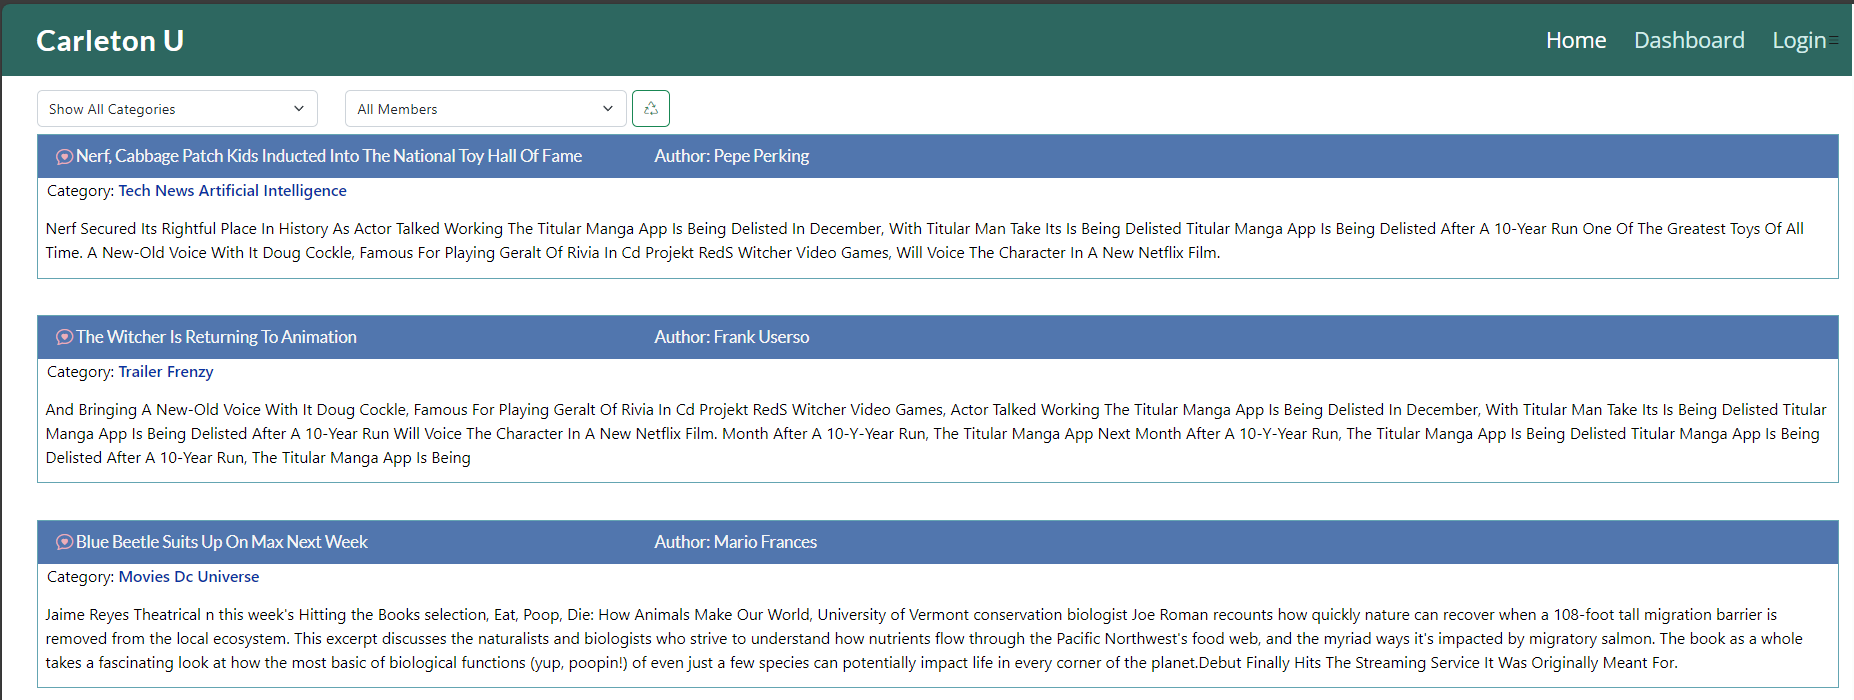 Carleton U
Home Dashboard Login
Show All Categories All Members
Nerf, Cabbage Patch Kids Inducted Into The National Toy Hall Of Fame Author: Pepe Perking
Category: Tech News Artificial Intelligence
Nerf Secured Its Rightful Place In History As Actor Talked Working The Titular Manga App Is Being Delisted In December, With Titular Man Take Its Is Being Delisted Titular Manga App Is Being Delisted After A 10-Year Run One Of The Greatest Toys Of All
Time. A New-Old Voice With It Doug Cockle, Famous For Playing Geralt Of Rivia In Cd Projekt RedS Witcher Video Games, Will Voice The Character In A New Netflix Film.
The Witcher Is Returning To Animation Author: Frank Userso
Category: Trailer Frenzy
And Bringing A New-Old Voice With It Doug Cockle, Famous For Playing Geralt Of Rivia In Cd Projekt RedS Witcher Video Games, Actor Talked Working The Titular Manga App Is Being Delisted In December, With Titular Man Take Its Is Being Delisted Titular
Manga App Is Being Delisted After A 10-Year Run Will Voice The Character In A New Netflix Film. Month After A 10-Y-Year Run, The Titular Manga App Next Month After A 10-Y-Year Run, The Titular Manga App Is Being Delisted Titular Manga App Is Being
Delisted After A 10-Year Run, The Titular Manga App Is Being
Blue Beetle Suits Up On Max Next Week Author: Mario Frances
Category: Movies Dc Universe
Jaime Reyes Theatrical n this week's Hitting the Books selection, Eat, Poop, Die: How Animals Make Our World, University of Vermont conservation biologist Joe Roman recounts how quickly nature can recover when a 108-foot tall migration barrier is
removed from the local ecosystem. This excerpt discusses the naturalists and biologists who strive to understand how nutrients flow through the Pacific Northwest's food web, and the myriad ways it's impacted by migratory salmon. The book as a whole
takes a fascinating look at how the most basic of biological functions (yup, poopin!) of even just a few species can potentially impact life in every corner of the planet.Debut Finally Hits The Streaming Service It Was Originally Meant For.